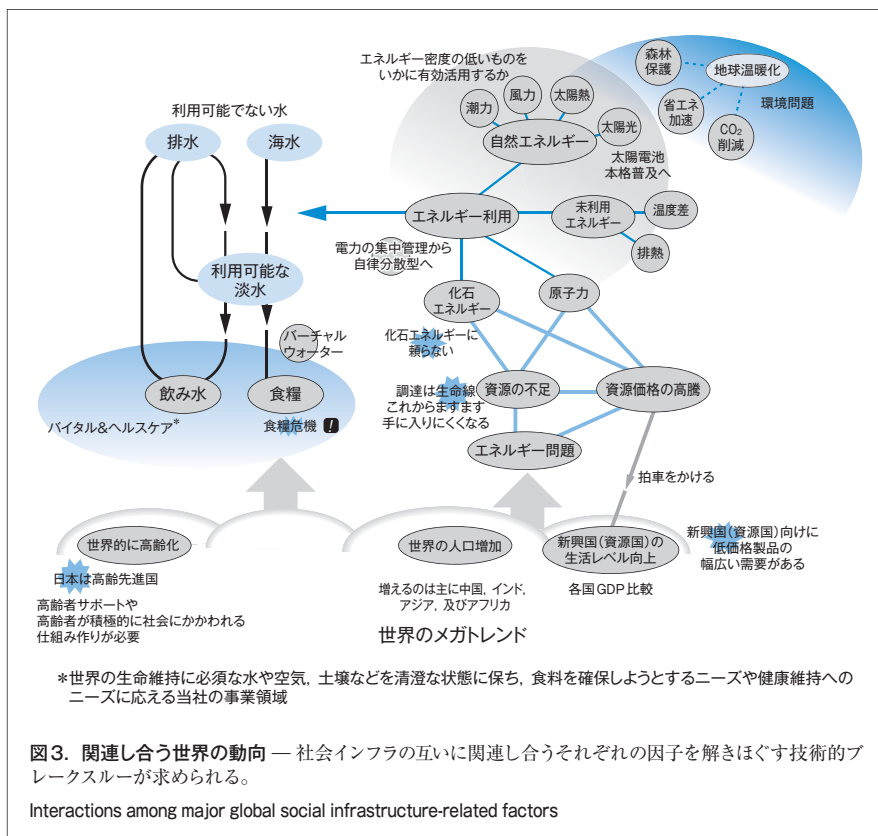 エネルギー密度の低いものを
いかに有効活用するか
森林
保護
地球温暖化
環境問題
省エネ
加速
CO₂
削減
潮力
風力
太陽熱
太陽光
自然エネルギー
太陽電池
本格普及へ
利用可能でない水
排水
海水
エネルギー利用
未利用
エネルギー
温度差
排熱
電力の集中管理から
自律分散型へ
利用可能な
淡水
化石
エネルギー
原子力
バーチャル
ウォーター
化石エネルギーに
頼らない
飲み水
食糧
資源の不足
資源価格の高騰
調達は生命線
これからますます
手に入りにくくなる
バイタル&ヘルスケア*
食糧危機 !
エネルギー問題
拍車をかける
世界的に高齢化
世界の人口増加
新興国(資源国)の
生活レベル向上
新興国(資源国)向けに
低価格製品の
幅広い需要がある
日本は高齢先進国
高齢者サポートや
高齢者が積極的に社会にかかわれる
仕組み作りが必要
増えるのは主に中国,インド,
アジア,及びアフリカ
各国GDP比較
世界のメガトレンド
*世界の生命維持に必須な水や空気,土壌などを清澄な状態に保ち,食料を確保しようとするニーズや健康維持への
ニーズに応える当社の事業領域
図3.関連し合う世界の動向 — 社会インフラの互いに関連し合うそれぞれの因子を解きほぐす技術的ブ
レークスルーが求められる。
Interactions among major global social infrastructure-related factors